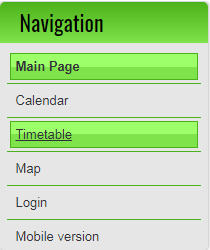 Navigation
Main Page
Calendar
Timetable
Map
Login
Mobile version